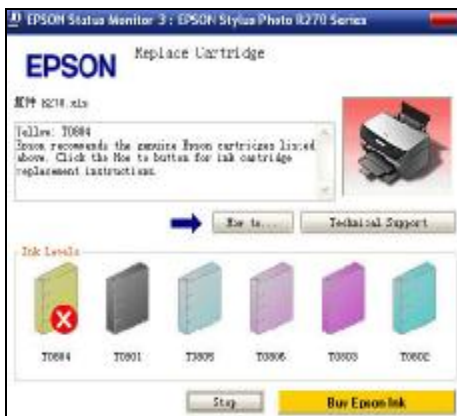 EPSON Status Monitor 3 : EPSON Stylus Photo R270 Series
EPSON
Replace Cartridge
R270.xls
Yellow: T0804
Epson recommends the genuine Epson cartridges listed
above. Click the How to button for ink cartridge
replacement instructions.
How to...
Technical Support
Ink Levels
T0804 T0801 T0805 T0806 T0803 T0802
Stop
Buy Epson Ink